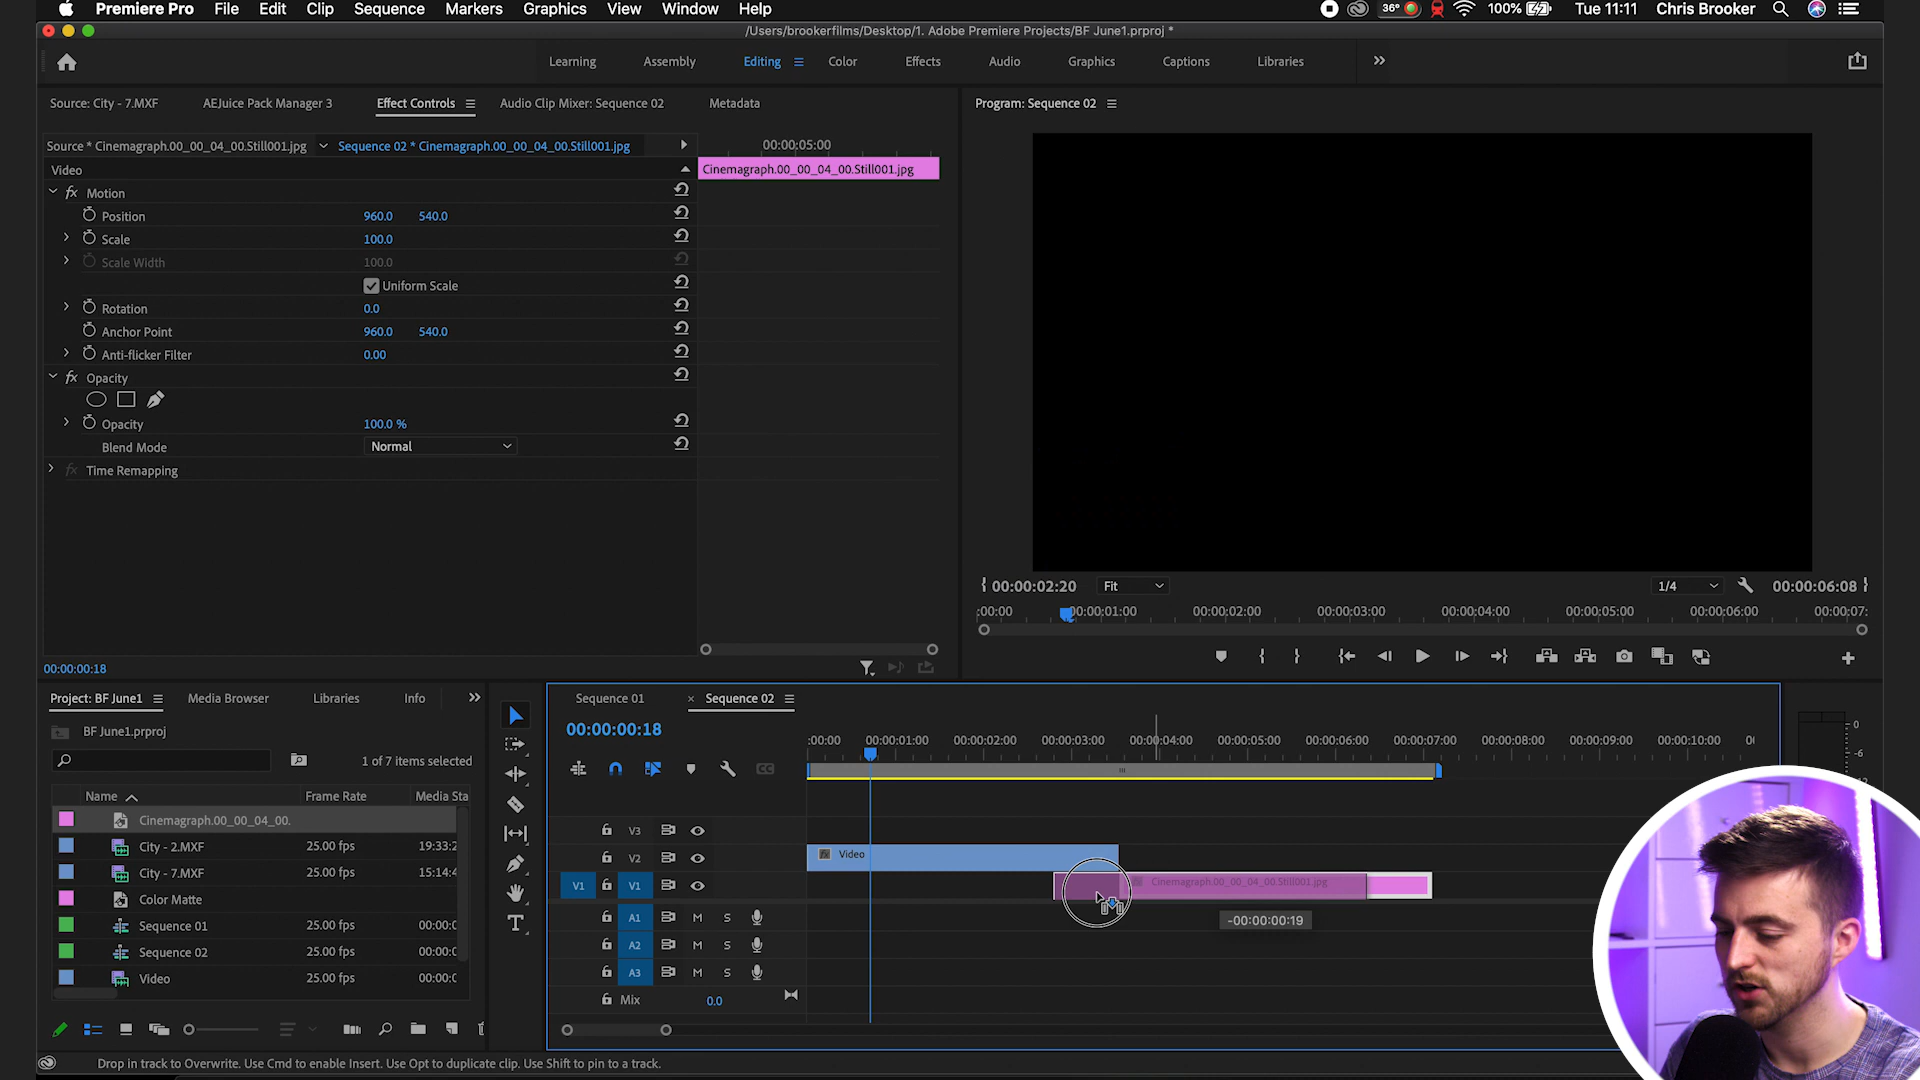 Premiere Pro File Edit Clip Sequence Markers Graphics View Window Help 36° 100% Tue 11:11 Chris Brooker
/Users/brookerfilms/Desktop/1. Adobe Premiere Projects/BF June1.prproj *
Learning Assembly Editing Color Effects Audio Graphics Captions Libraries
Source: City - 7.MXF AEJuice Pack Manager 3 Effect Controls Audio Clip Mixer: Sequence 02 Metadata
Program: Sequence 02
Source * Cinemagraph.00_00_04_00.Still001.jpg Sequence 02 * Cinemagraph.00_00_04_00.Still001.jpg 00:00:05:00
Video Cinemagraph.00_00_04_00.Still001.jpg
fx Motion
Position 960.0 540.0
Scale 100.0
Scale Width 100.0
Uniform Scale
Rotation 0.0
Anchor Point 960.0 540.0
Anti-flicker Filter 0.00
fx Opacity
Opacity 100.0 %
Blend Mode Normal
fx Time Remapping
00:00:00:18
00:00:02:20 Fit 1/4 00:00:06:08
:00:00 00:00:01:00 00:00:02:00 00:00:03:00 00:00:04:00 00:00:05:00 00:00:06:00 00:00:07:
Project: BF June1 Media Browser Libraries Info
BF June1.prproj
1 of 7 items selected
Name Frame Rate Media Sta
Cinemagraph.00_00_04_00.
City - 2.MXF 25.00 fps 19:33:2
City - 7.MXF 25.00 fps 15:14:4
Color Matte
Sequence 01 25.00 fps 00:00:0
Sequence 02 25.00 fps 00:00:0
Video 25.00 fps 00:00:0
Sequence 01 × Sequence 02
00:00:00:18
:00:00 00:00:01:00 00:00:02:00 00:00:03:00 00:00:04:00 00:00:05:00 00:00:06:00 00:00:07:00 00:00:08:00 00:00:09:00 00:00:10:00
0
-6
V3
V2 fx Video
V1 V1 Cinemagraph.00_00_04_00.Still001.jpg
A1 M S -00:00:00:19
A2 M S
A3 M S
Mix 0.0
T
Drop in track to Overwrite. Use Cmd to enable Insert. Use Opt to duplicate clip. Use Shift to pin to a track.